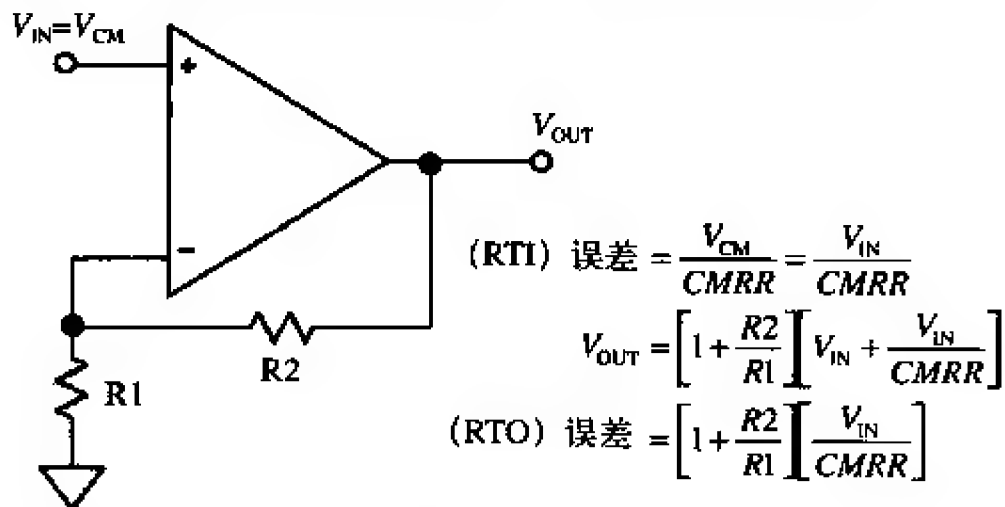 V_IN=V_CM
+
V_OUT
-
(RTI) 误差 = V_CM/CMRR = V_IN/CMRR
R2
V_OUT = [1 + R2/R1][V_IN + V_IN/CMRR]
R1
(RTO) 误差 = [1 + R2/R1][V_IN/CMRR]